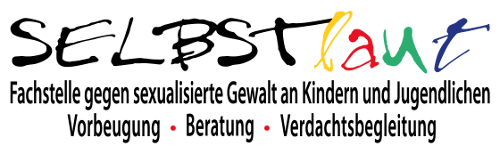 SELBSTlaut
Fachstelle gegen sexualisierte Gewalt an Kindern und Jugendlichen
Vorbeugung • Beratung • Verdachtsbegleitung